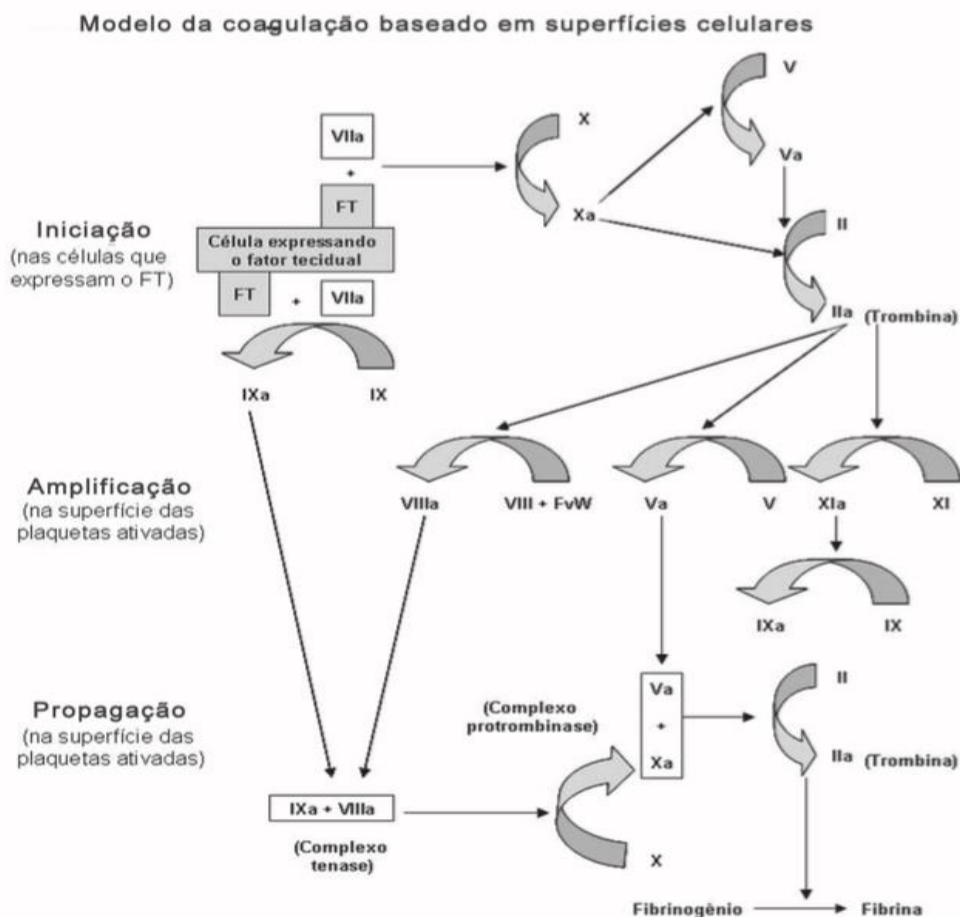 Modelo da coagulação baseado em superfícies celulares
VIIa
+
FT
Célula expressando
o fator tecidual
FT + VIIa
IXa IX
Iniciação
(nas células que
expressam o FT)
X
Xa
V
Va
II
IIa (Trombina)
Amplificação
(na superfície das
plaquetas ativadas)
VIIIa VIII + FvW Va V XIa XI
IXa IX
Propagação
(na superfície das
plaquetas ativadas)
(Complexo
protrombinase)
Va
+
Xa
II
IIa (Trombina)
IXa + VIIIa
(Complexo
tenase)
X
Fibrinogênio Fibrina